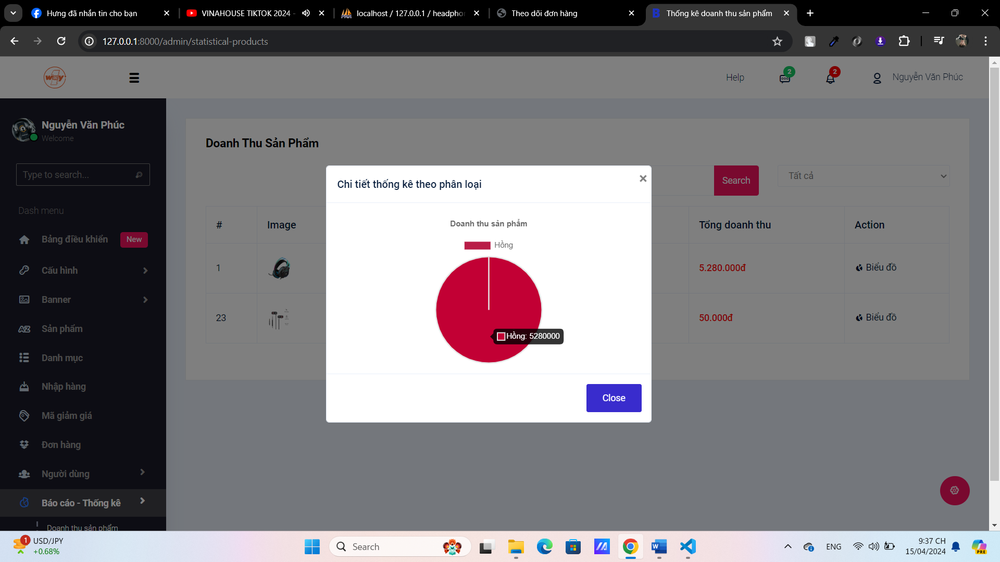 Hưng đã nhắn tin cho bạn
VINAHOUSE TIKTOK 2024 -
localhost / 127.0.0.1 / headpho
Theo dõi đơn hàng
Thống kê doanh thu sản phẩm
127.0.0.1:8000/admin/statistical-products
way
Help
2
2
Nguyễn Văn Phúc
Nguyễn Văn Phúc
Welcome
Type to search...
Dash menu
Bảng điều khiển
New
Cấu hình
Banner
Sản phẩm
Danh mục
Nhập hàng
Mã giảm giá
Đơn hàng
Người dùng
Báo cáo - Thống kê
Doanh thu sản phẩm
Doanh Thu Sản Phẩm
Search
Tất cả
#
Image
Tổng doanh thu
Action
1
5.280.000đ
Biểu đồ
23
50.000đ
Biểu đồ
Chi tiết thống kê theo phân loại
×
Doanh thu sản phẩm
Hồng
Hồng: 5280000
Close
1
USD/JPY
+0.68%
Search
ENG
9:37 CH
15/04/2024
PRE